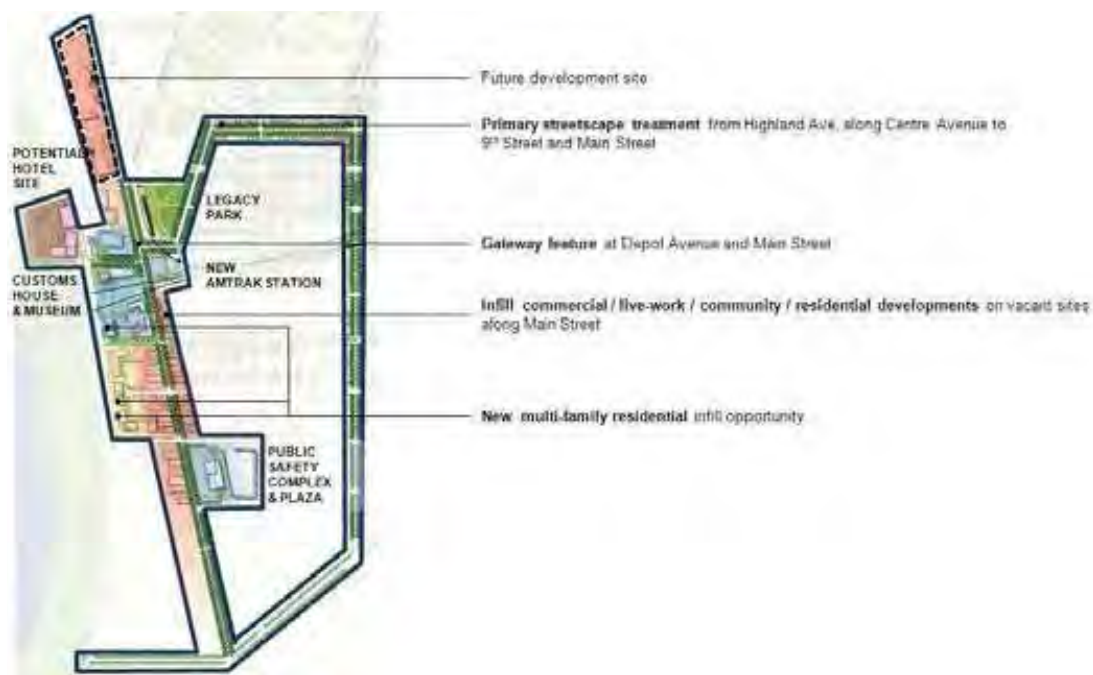 Future development site
Primary streetscape treatment from Highland Ave, along Centre Avenue to
9th Street and Main Street
POTENTIAL
HOTEL
SITE
LEGACY
PARK
Gateway feature at Depot Avenue and Main Street
NEW
AMTRAK STATION
CUSTOMS
HOUSE
& MUSEUM
Infill commercial / live-work / community / residential developments on vacant sites
along Main Street
New multi-family residential infill opportunity
PUBLIC
SAFETY
COMPLEX
& PLAZA